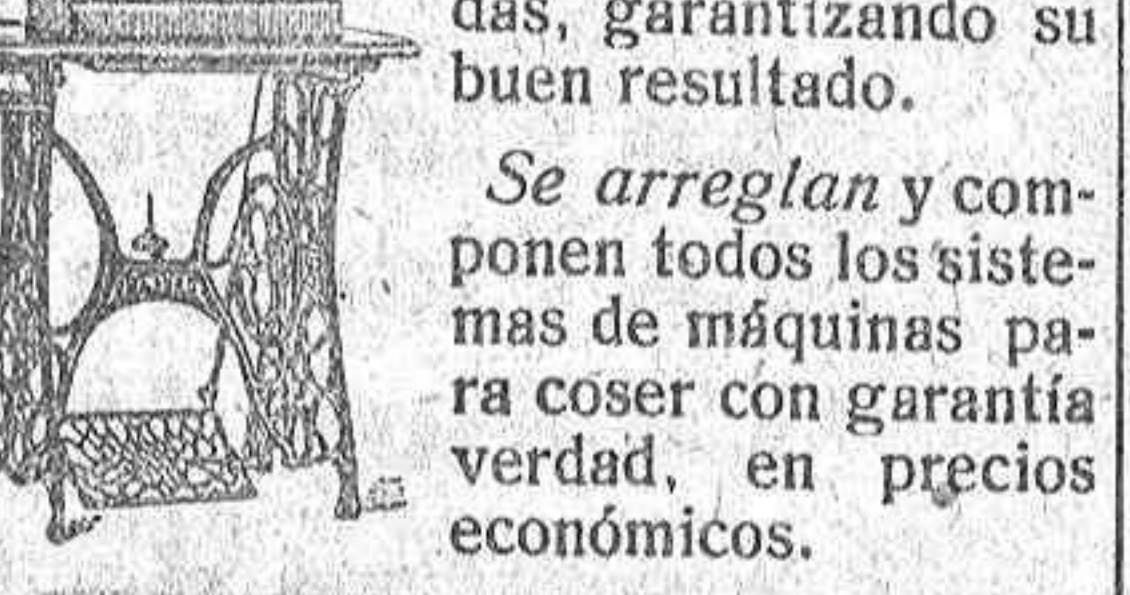 das, garantizando su
buen resultado.
Se arreglan y com-
ponen todos los siste-
mas de máquinas pa-
ra coser con garantía
verdad, en precios
económicos.